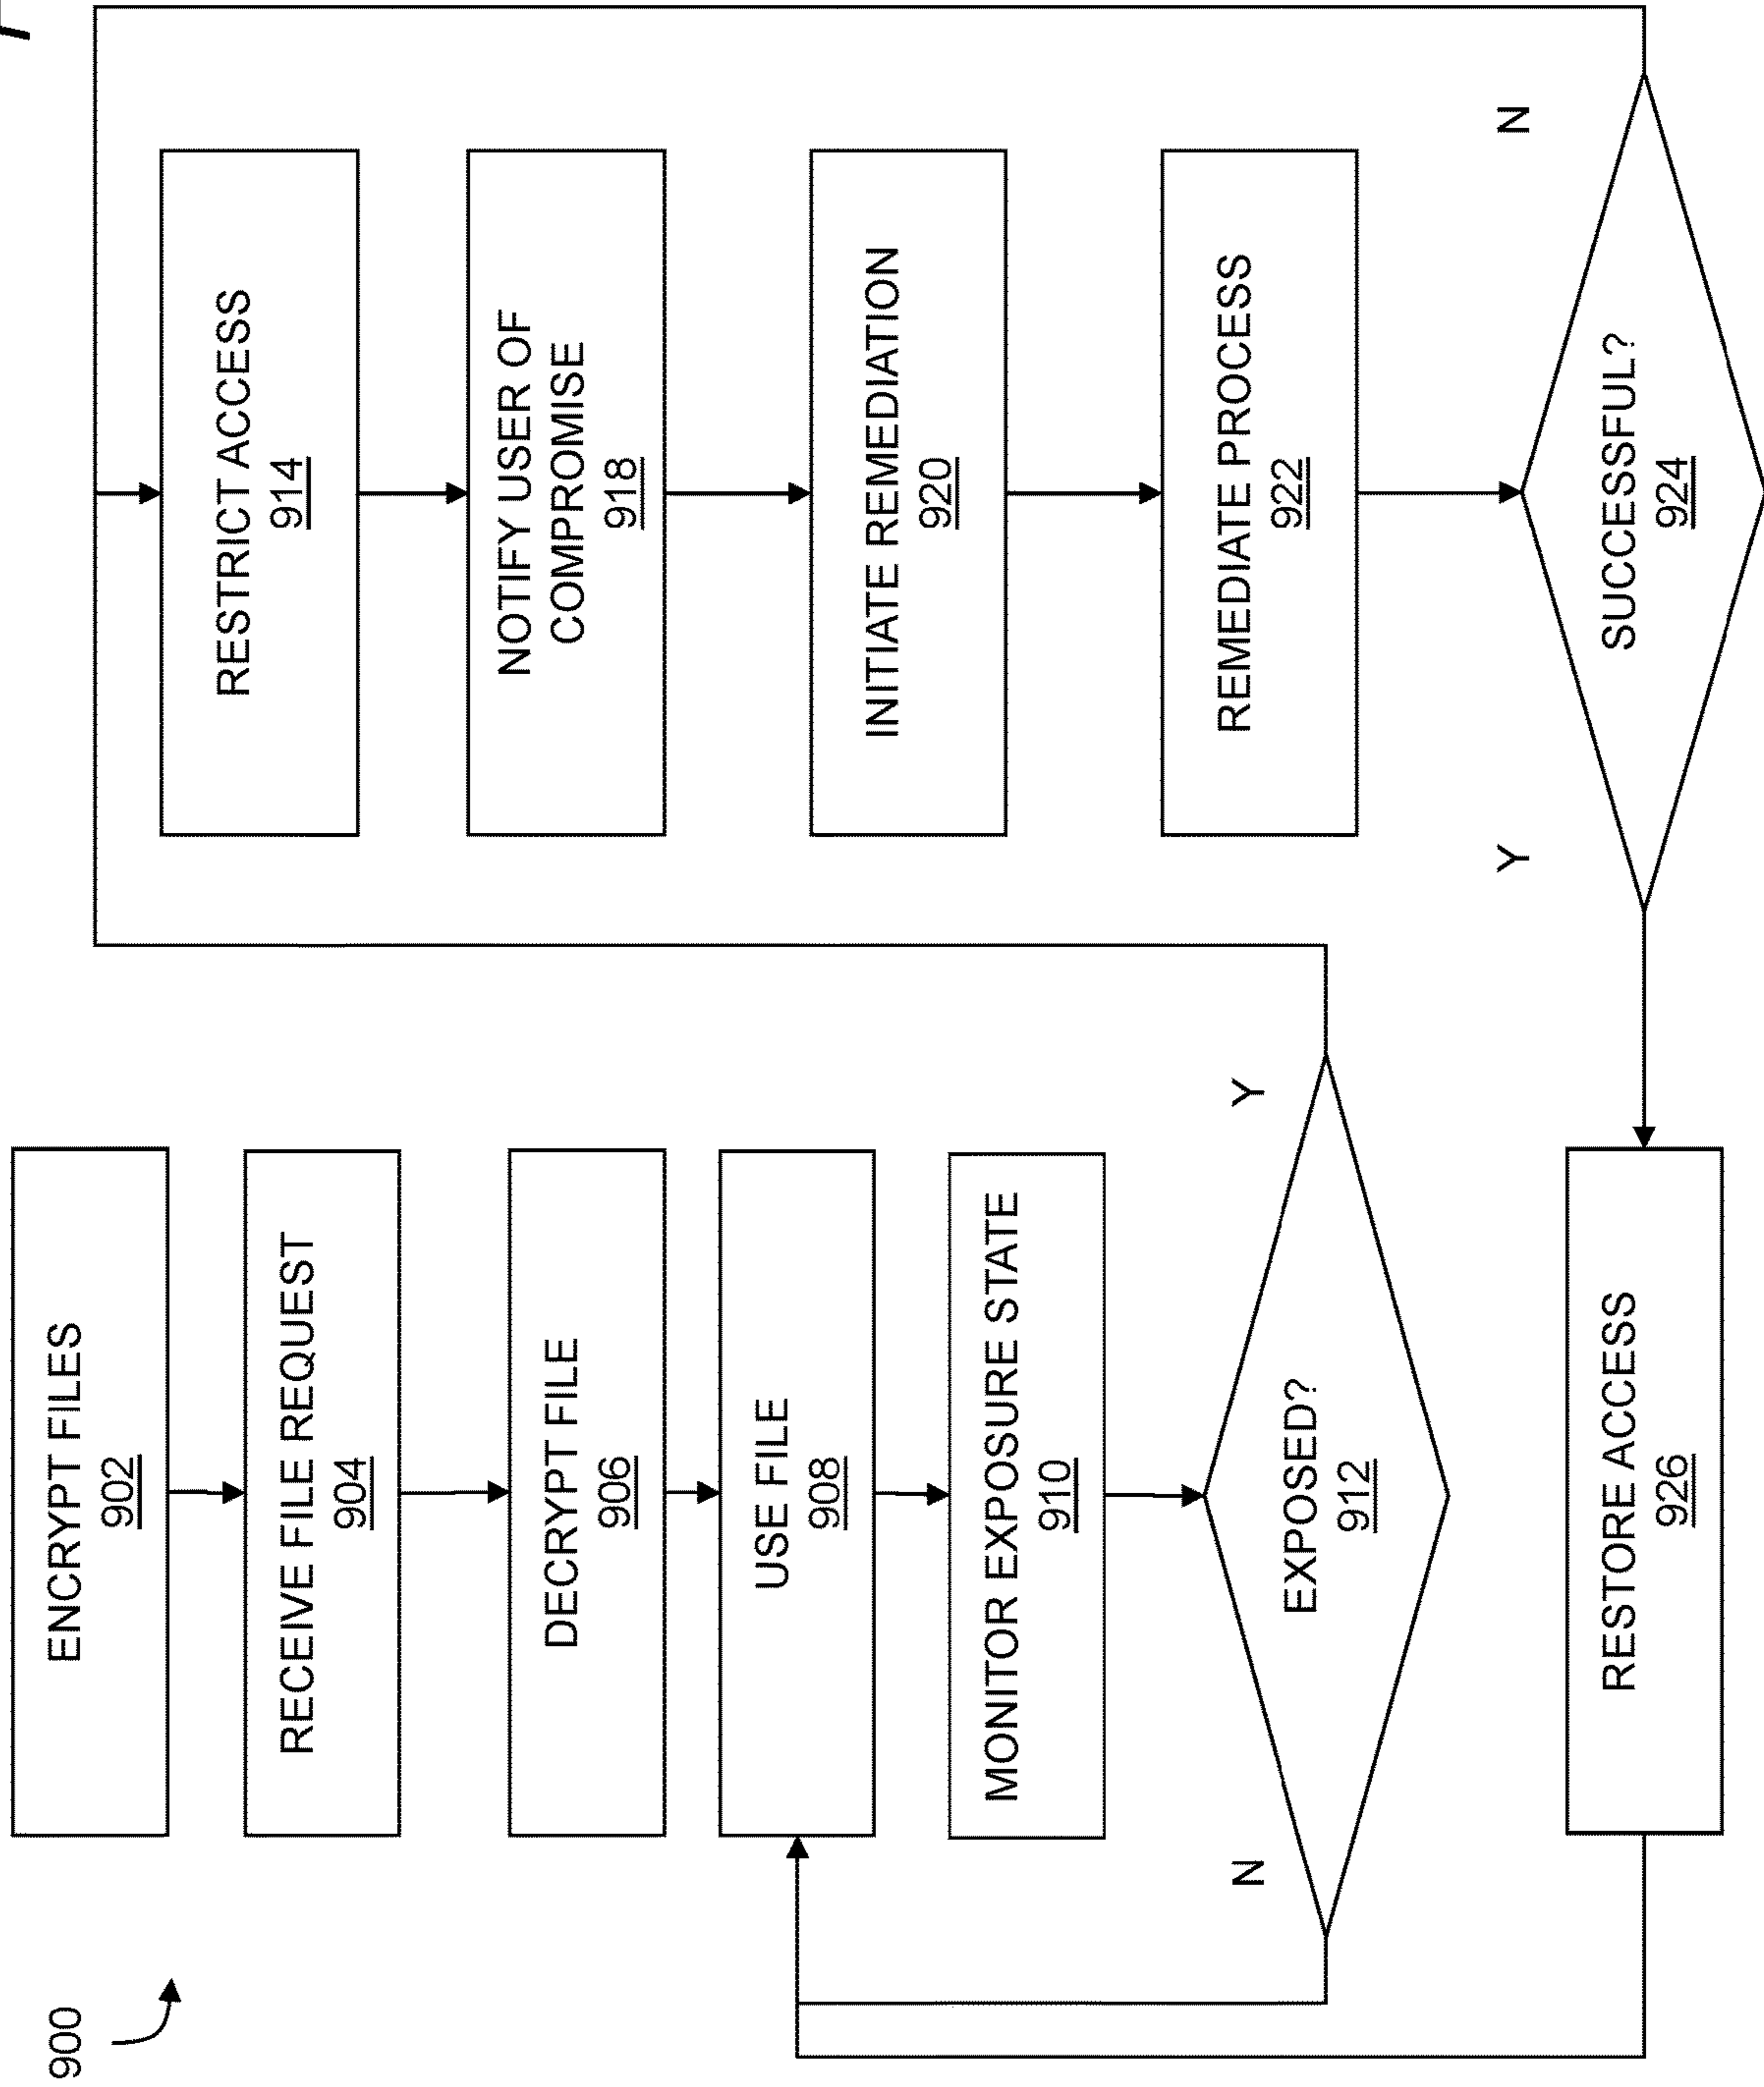 900
ENCRYPT FILES
902
RECEIVE FILE REQUEST
904
DECRYPT FILE
906
USE FILE
908
MONITOR EXPOSURE STATE
910
EXPOSED?
912
N
Y
RESTRICT ACCESS
914
NOTIFY USER OF
COMPROMISE
918
INITIATE REMEDIATION
920
REMEDIATE PROCESS
922
SUCCESSFUL?
924
Y
N
RESTORE ACCESS
926